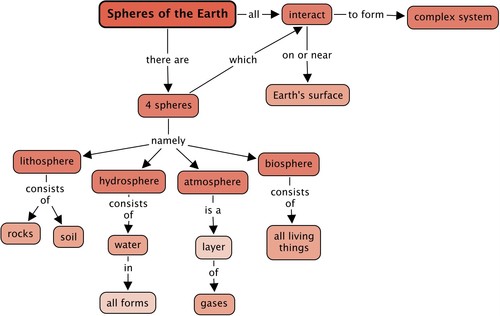 Spheres of the Earth
all
interact
to form
complex system
there are
which
on or near
Earth's surface
4 spheres
namely
lithosphere
hydrosphere
atmosphere
biosphere
consists
of
consists
of
is a
consists
of
rocks
soil
water
layer
all living
things
in
of
all forms
gases